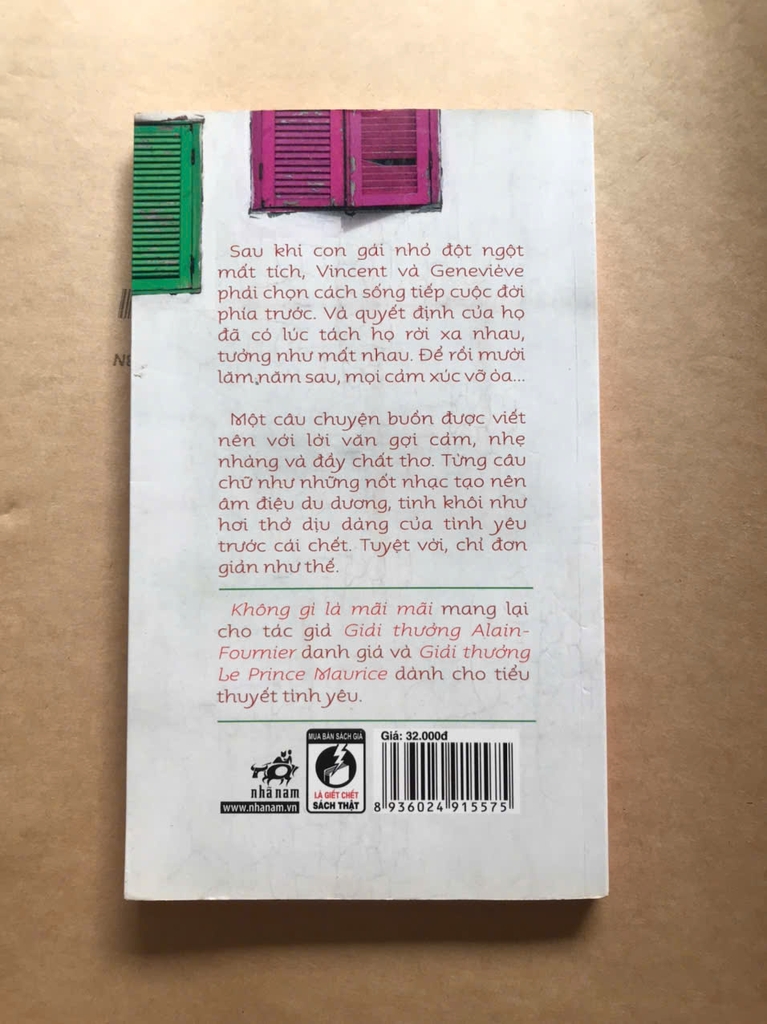 Sau khi con gái nhỏ đột ngột
mất tích, Vincent và Geneviève
phải chọn cách sống tiếp cuộc đời
phía trước. Và quyết định của họ
đã có lúc tách họ rời xa nhau,
tưởng như mất nhau. Để rồi mười
lăm năm sau, mọi cảm xúc vỡ òa...
Một câu chuyện buồn được viết
nên với lời văn gợi cảm, nhẹ
nhàng và đầy chất thơ. Từng câu
chữ như những nốt nhạc tạo nên
âm điệu du dương, tinh khôi như
hơi thở dịu dàng của tình yêu
trước cái chết. Tuyệt vời, chỉ đơn
giản như thế.
Không gì là mãi mãi mang lại
cho tác giả Giải thưởng Alain-
Fournier danh giá và Giải thưởng
Le Prince Maurice dành cho tiểu
thuyết tình yêu.
nhã nam
www.nhanam.vn
MUA BÁN SÁCH GIẢ
LÀ GIẾT CHẾT
SÁCH THẬT
Giá: 32.000đ
8 936024 915575